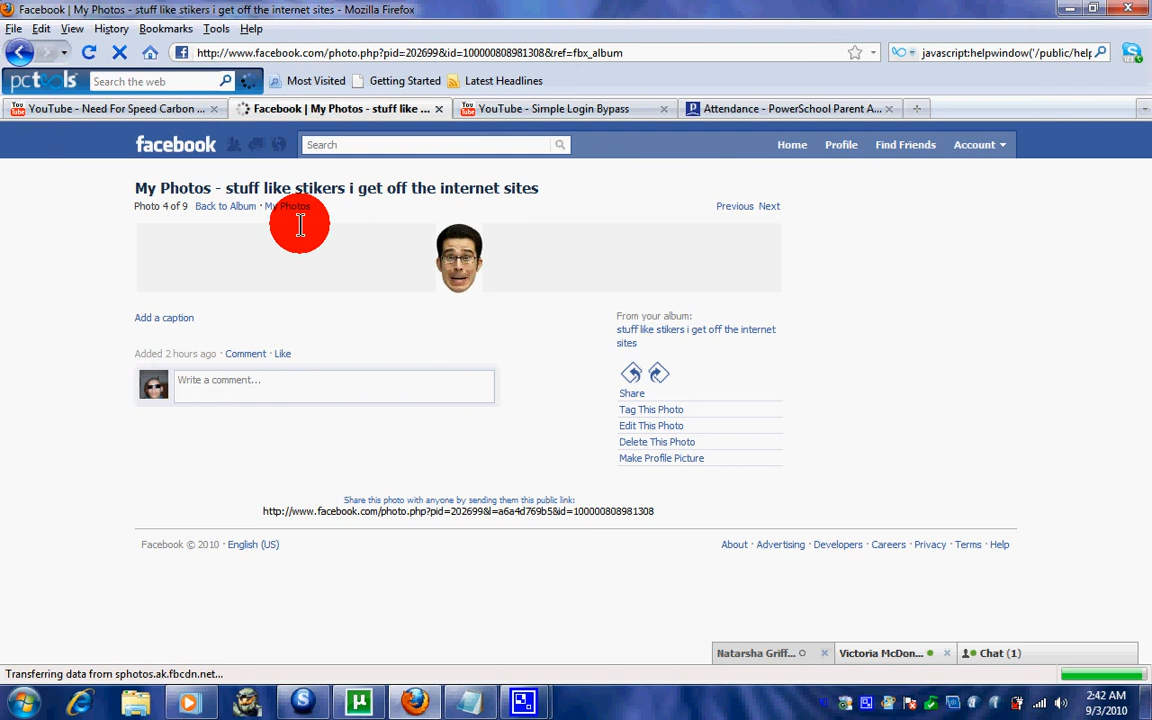 Facebook | My Photos - stuff like stikers i get off the internet sites - Mozilla Firefox
File Edit View History Bookmarks Tools Help
http://www.facebook.com/photo.php?pid=202699&id=100000808981308&ref=fbx_album
javascript:helpwindow('/public/help
pctools Search the web Most Visited Getting Started Latest Headlines
YouTube - Need For Speed Carbon ... Facebook | My Photos - stuff like ... YouTube - Simple Login Bypass Attendance - PowerSchool Parent A...
facebook Search Home Profile Find Friends Account
My Photos - stuff like stikers i get off the internet sites
Photo 4 of 9 Back to Album · My Photos Previous Next
Add a caption
From your album:
stuff like stikers i get off the internet
sites
Added 2 hours ago · Comment · Like
Write a comment...
Share
Tag This Photo
Edit This Photo
Delete This Photo
Make Profile Picture
Share this photo with anyone by sending them this public link:
http://www.facebook.com/photo.php?pid=202699&l=a6a4d769b5&id=100000808981308
Facebook © 2010 · English (US) About · Advertising · Developers · Careers · Privacy · Terms · Help
Natarsha Griff... Victoria McDon... Chat (1)
Transferring data from sphotos.ak.fbcdn.net...
2:42 AM
9/3/2010